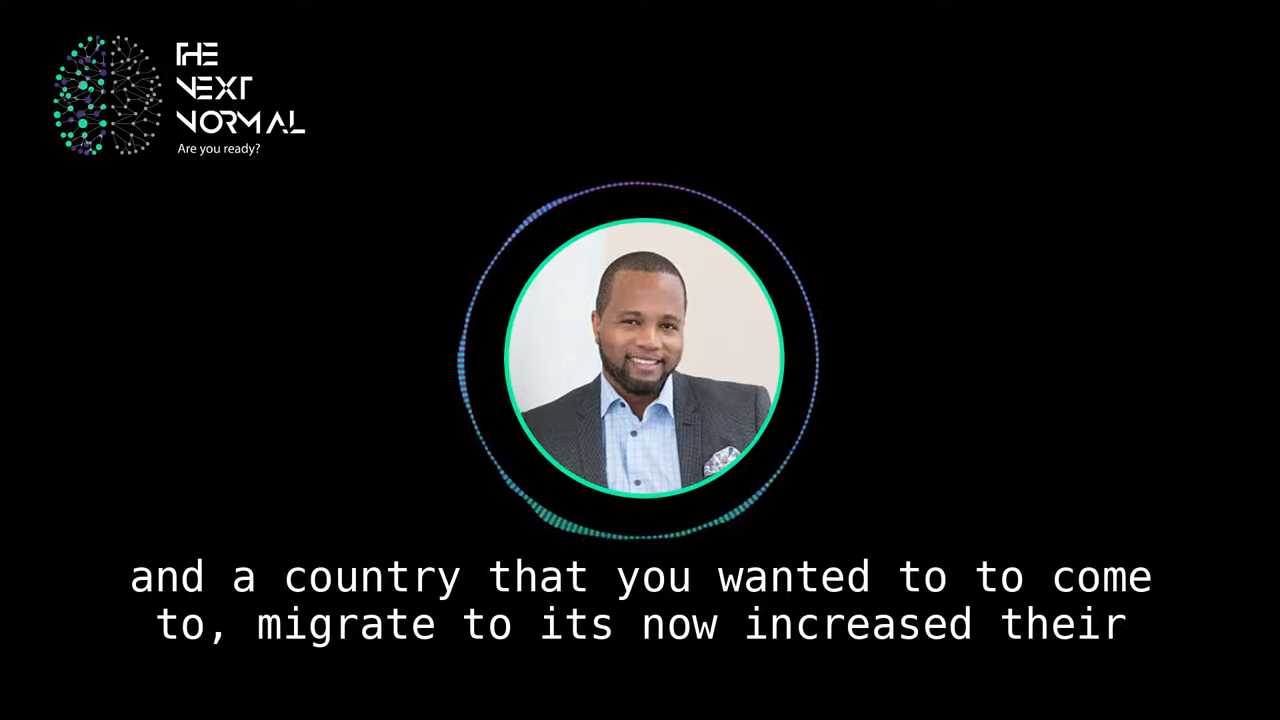 THE
NEXT
NORMAL
Are you ready?
and a country that you wanted to to come
to, migrate to its now increased their